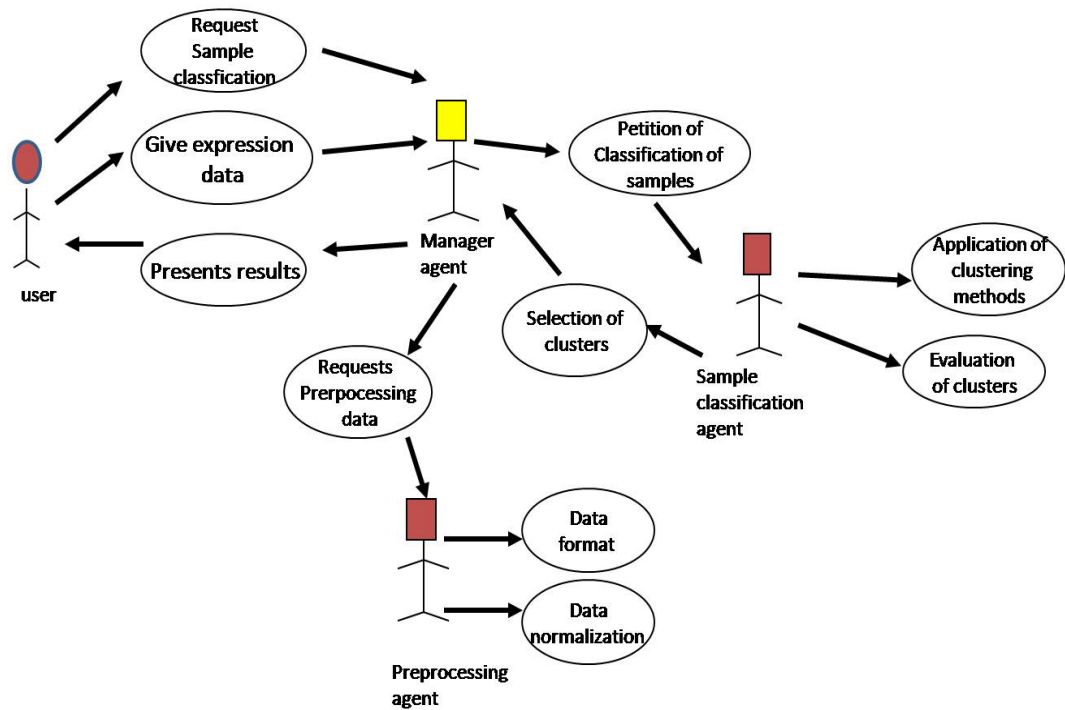 Request
Sample
classfication
Give expression
data
Presents results
user
Manager
agent
Petition of
Classification of
samples
Selection of
clusters
Sample
classification
agent
Application of
clustering
methods
Evaluation
of clusters
Requests
Prerpocessing
data
Preprocessing
agent
Data
format
Data
normalization